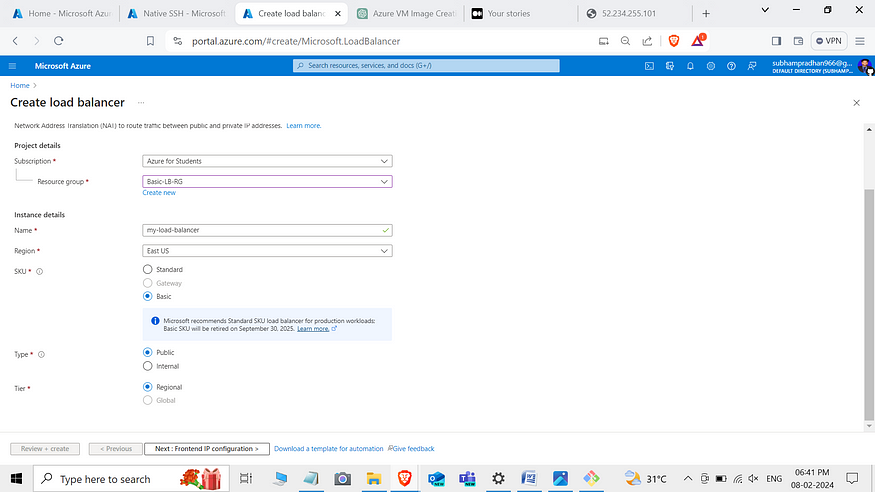 Home - Microsoft Azur
Native SSH - Microsoft
Create load balanc
Azure VM Image Creat
Your stories
52.234.255.101
portal.azure.com/#create/Microsoft.LoadBalancer
VPN
Microsoft Azure
Search resources, services, and docs (G+/)
subhampradhan966@g...
DEFAULT DIRECTORY (SUBHAMP...
Home >
Create load balancer ...
Network Address Translation (NAT) to route traffic between public and private IP addresses. Learn more.
Project details
Subscription *
Azure for Students
Resource group *
Basic-LB-RG
Create new
Instance details
Name *
my-load-balancer
Region *
East US
SKU *
Standard
Gateway
Basic
Microsoft recommends Standard SKU load balancer for production workloads;
Basic SKU will be retired on September 30, 2025. Learn more.
Type *
Public
Internal
Tier *
Regional
Global
Review + create
< Previous
Next : Frontend IP configuration >
Download a template for automation
Give feedback
Type here to search
NEW
NEW
31°C
ENG
06:41 PM
08-02-2024